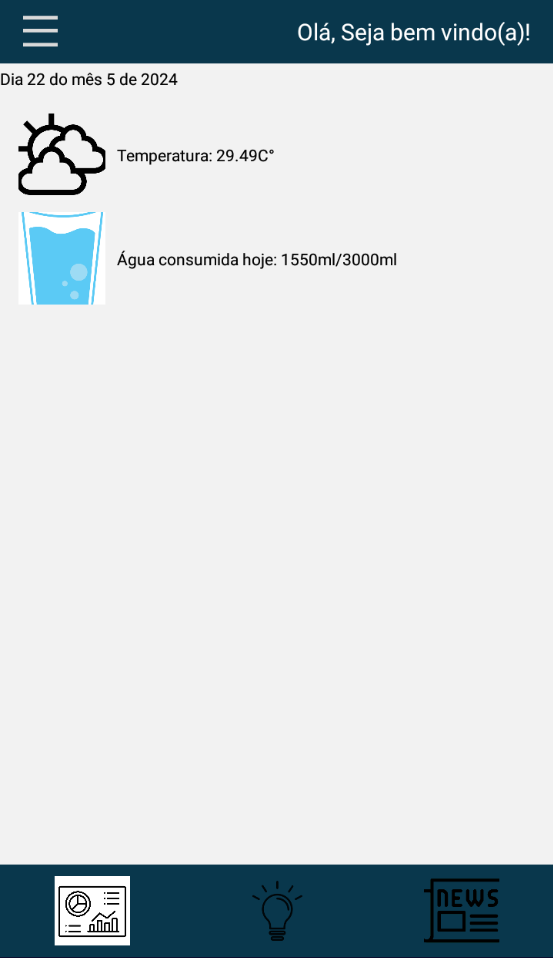 Olá, Seja bem vindo(a)!
Dia 22 do mês 5 de 2024
Temperatura: 29.49C°
Água consumida hoje: 1550ml/3000ml
NEWS